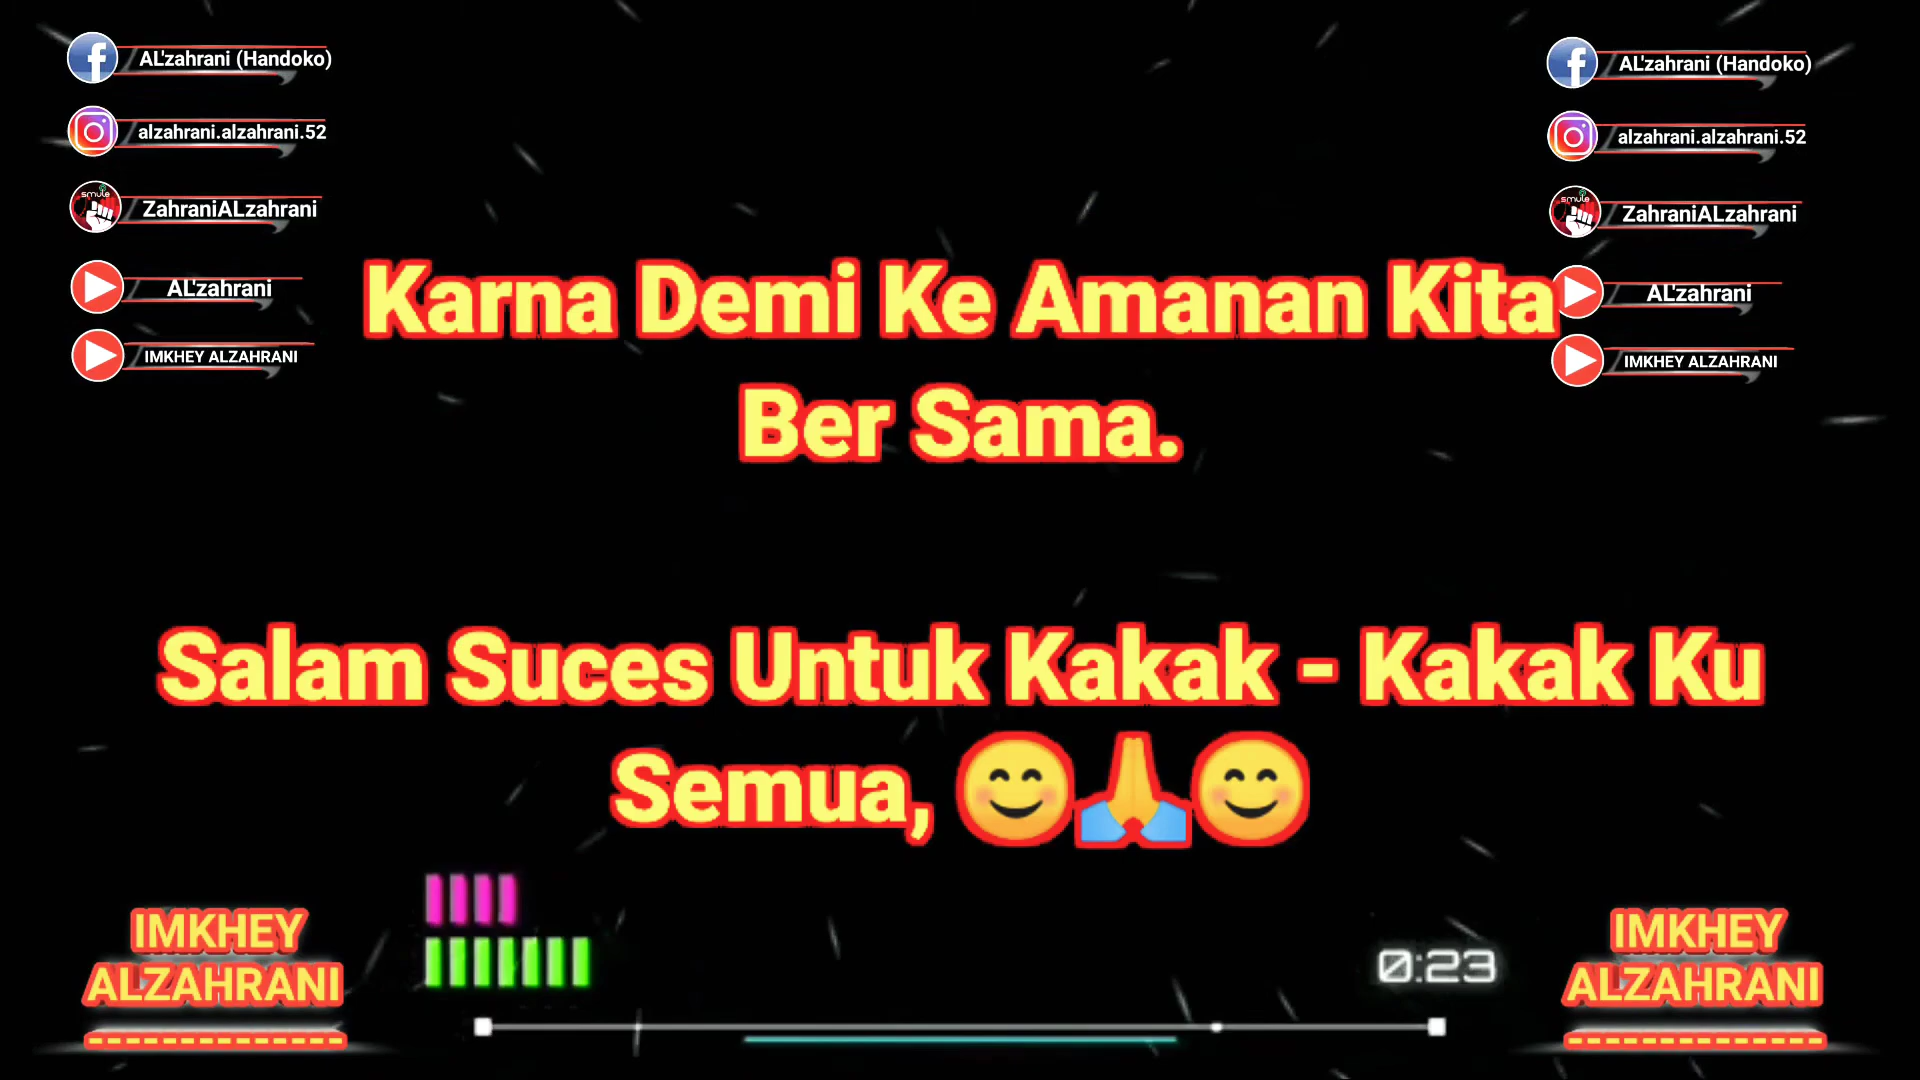 AL'zahrani (Handoko)
alzahrani.alzahrani.52
smule
ZahraniALzahrani
AL'zahrani
IMKHEY ALZAHRANI
AL'zahrani (Handoko)
alzahrani.alzahrani.52
smule
ZahraniALzahrani
AL'zahrani
IMKHEY ALZAHRANI
Karna Demi Ke Amanan Kita
Ber Sama.
Salam Suces Untuk Kakak - Kakak Ku
Semua, 😊🙏😊
IMKHEY
ALZAHRANI
0:23
IMKHEY
ALZAHRANI